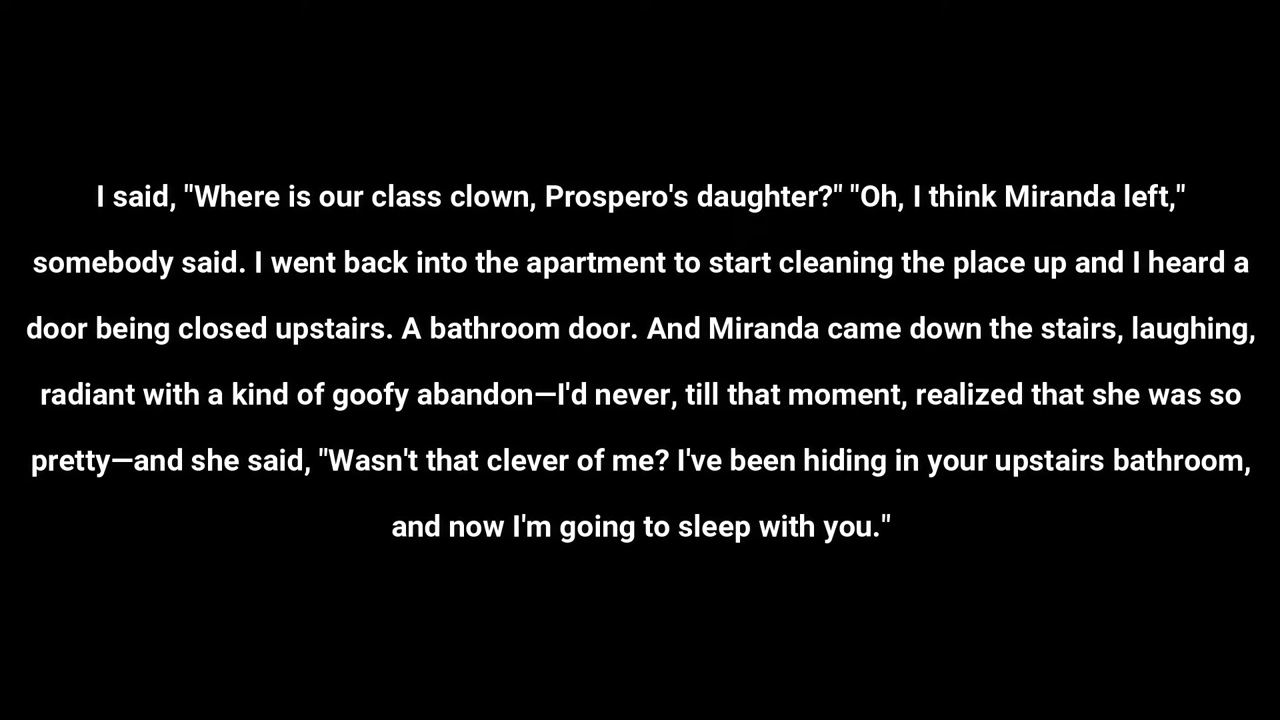 I said, "Where is our class clown, Prospero's daughter?" "Oh, I think Miranda left,"
somebody said. I went back into the apartment to start cleaning the place up and I heard a
door being closed upstairs. A bathroom door. And Miranda came down the stairs, laughing,
radiant with a kind of goofy abandon—I'd never, till that moment, realized that she was so
pretty—and she said, "Wasn't that clever of me? I've been hiding in your upstairs bathroom,
and now I'm going to sleep with you."